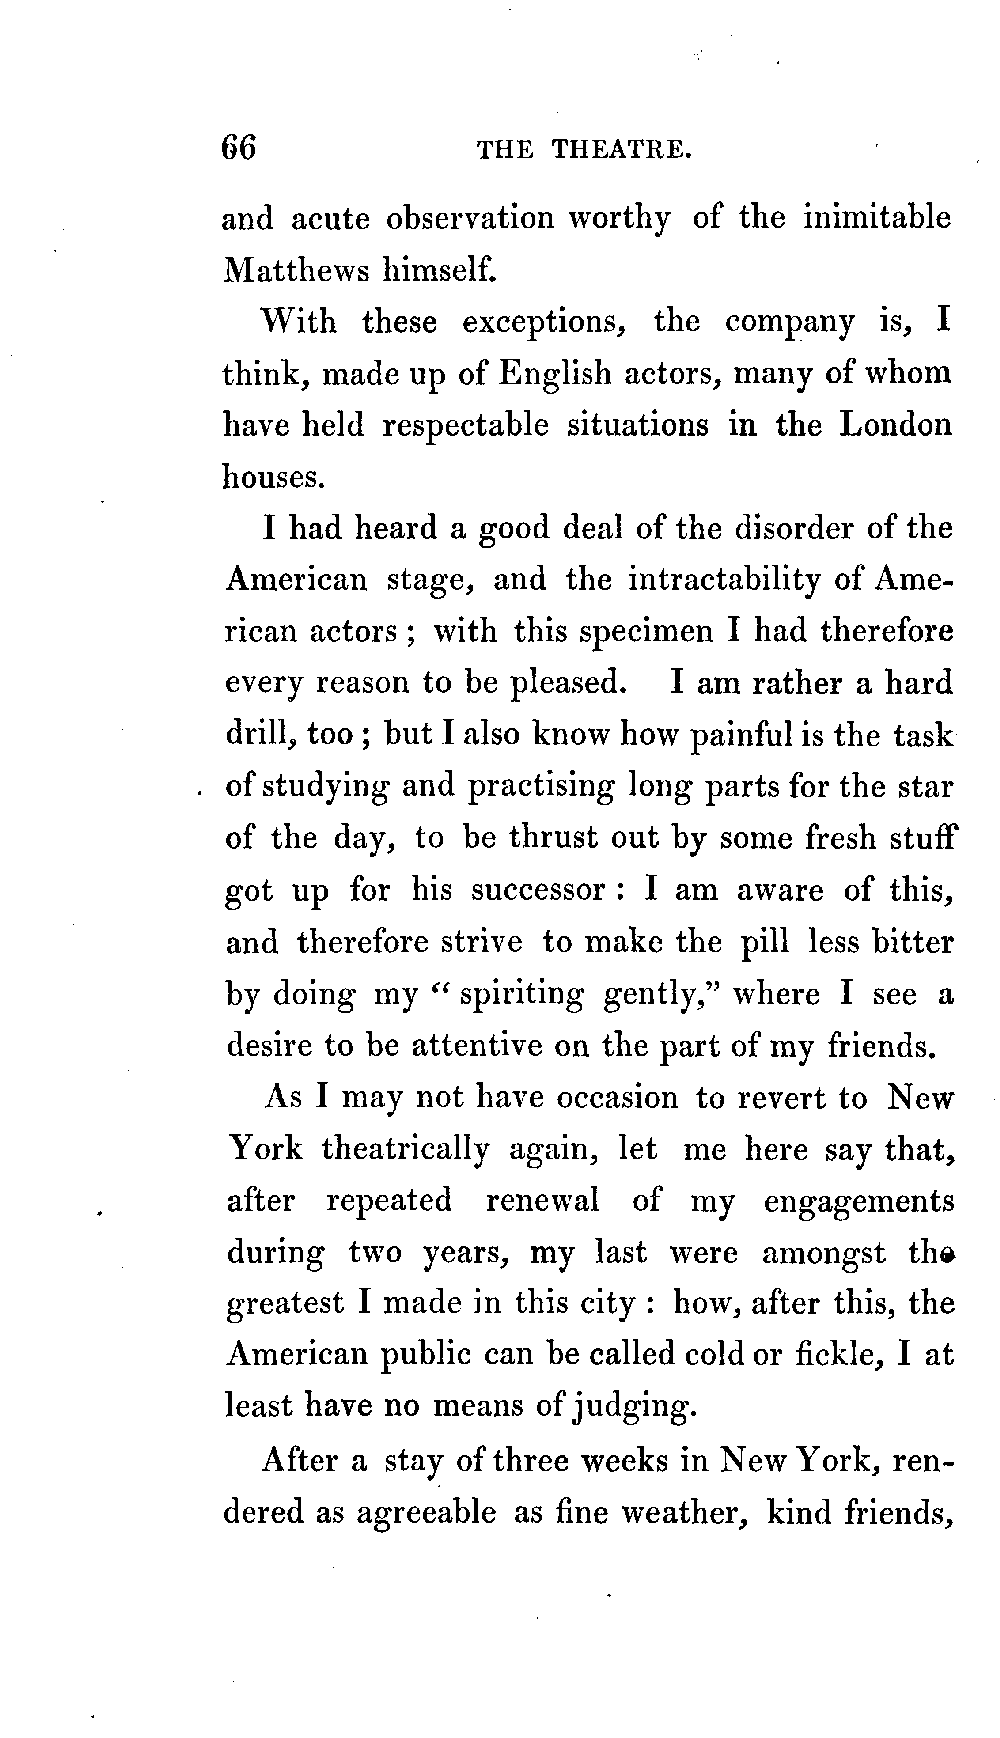 66 THE THEATRE.
and acute observation worthy of the inimitable
Matthews himself.
With these exceptions, the company is, I
think, made up of English actors, many of whom
have held respectable situations in the London
houses.
I had heard a good deal of the disorder of the
American stage, and the intractability of Ame-
rican actors ; with this specimen I had therefore
every reason to be pleased. I am rather a hard
drill, too ; but I also know how painful is the task
of studying and practising long parts for the star
of the day, to be thrust out by some fresh stuff
got up for his successor : I am aware of this,
and therefore strive to make the pill less bitter
by doing my “ spiriting gently,” where I see a
desire to be attentive on the part of my friends.
As I may not have occasion to revert to New
York theatrically again, let me here say that,
after repeated renewal of my engagements
during two years, my last were amongst the
greatest I made in this city : how, after this, the
American public can be called cold or fickle, I at
least have no means of judging.
After a stay of three weeks in New York, ren-
dered as agreeable as fine weather, kind friends,